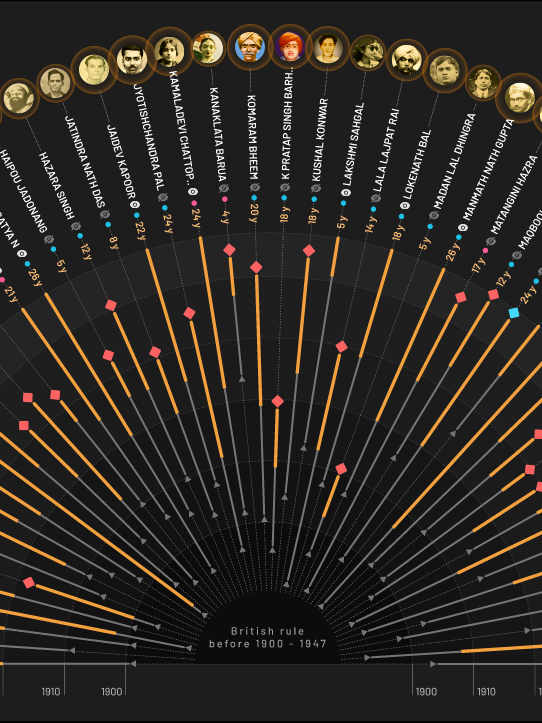 HAIPOU JADONANG
HAZARA SINGH
JATINDRA NATH DAS
JAIDEV KAPOOR
JYOTISHCHANDRA PAL
KAMALADEVI CHATTOP..
KANAKLATA BARUA
KOMARAM BHEEM
K PRATAP SINGH BARH.
KUSHAL KONWAR
LAKSHMI SAHGAL
LALA LAJPAT RAI
LOKENATH BAL
MADAN LAL DHINGRA
MANMATH NATH GUPTA
MATANGINI HAZRA
21 y
26 y
5 y
12 y
8 y
22 y
24 y
24 y
4 y
20 y
18 y
18 y
5 y
14 y
18 y
5 y
26 y
17 y
12 y
24 y
British rule
before 1900 - 1947
1910
1900
1900
1910